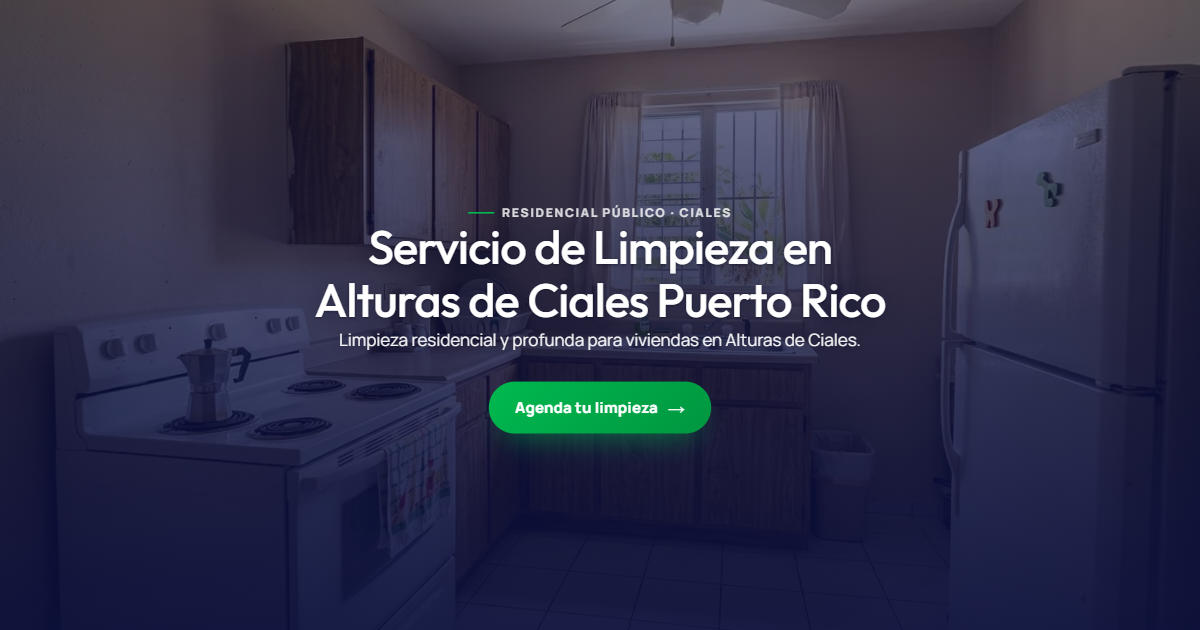 RESIDENCIAL PÚBLICO · CIALES
Servicio de Limpieza en
Alturas de Ciales Puerto Rico
Limpieza residencial y profunda para viviendas en Alturas de Ciales.
Agenda tu limpieza →